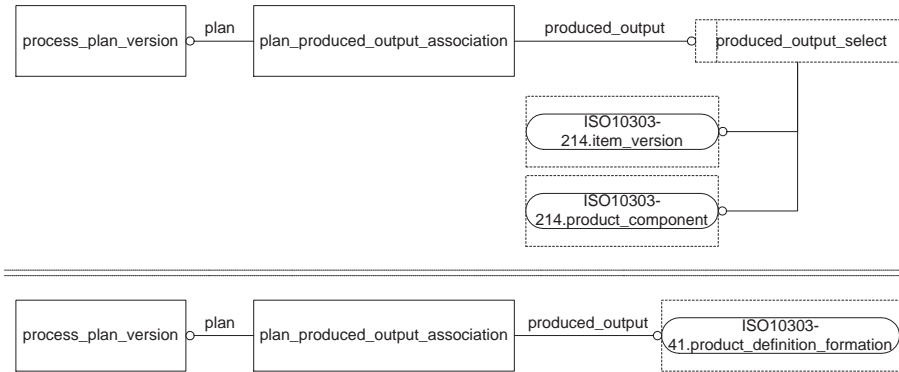 plan
produced_output
process_plan_version
plan_produced_output_association
produced_output_select
ISO10303-
214.item_version
ISO10303-
214.product_component
plan
produced_output
process_plan_version
plan_produced_output_association
ISO10303-
41.product_definition_formation